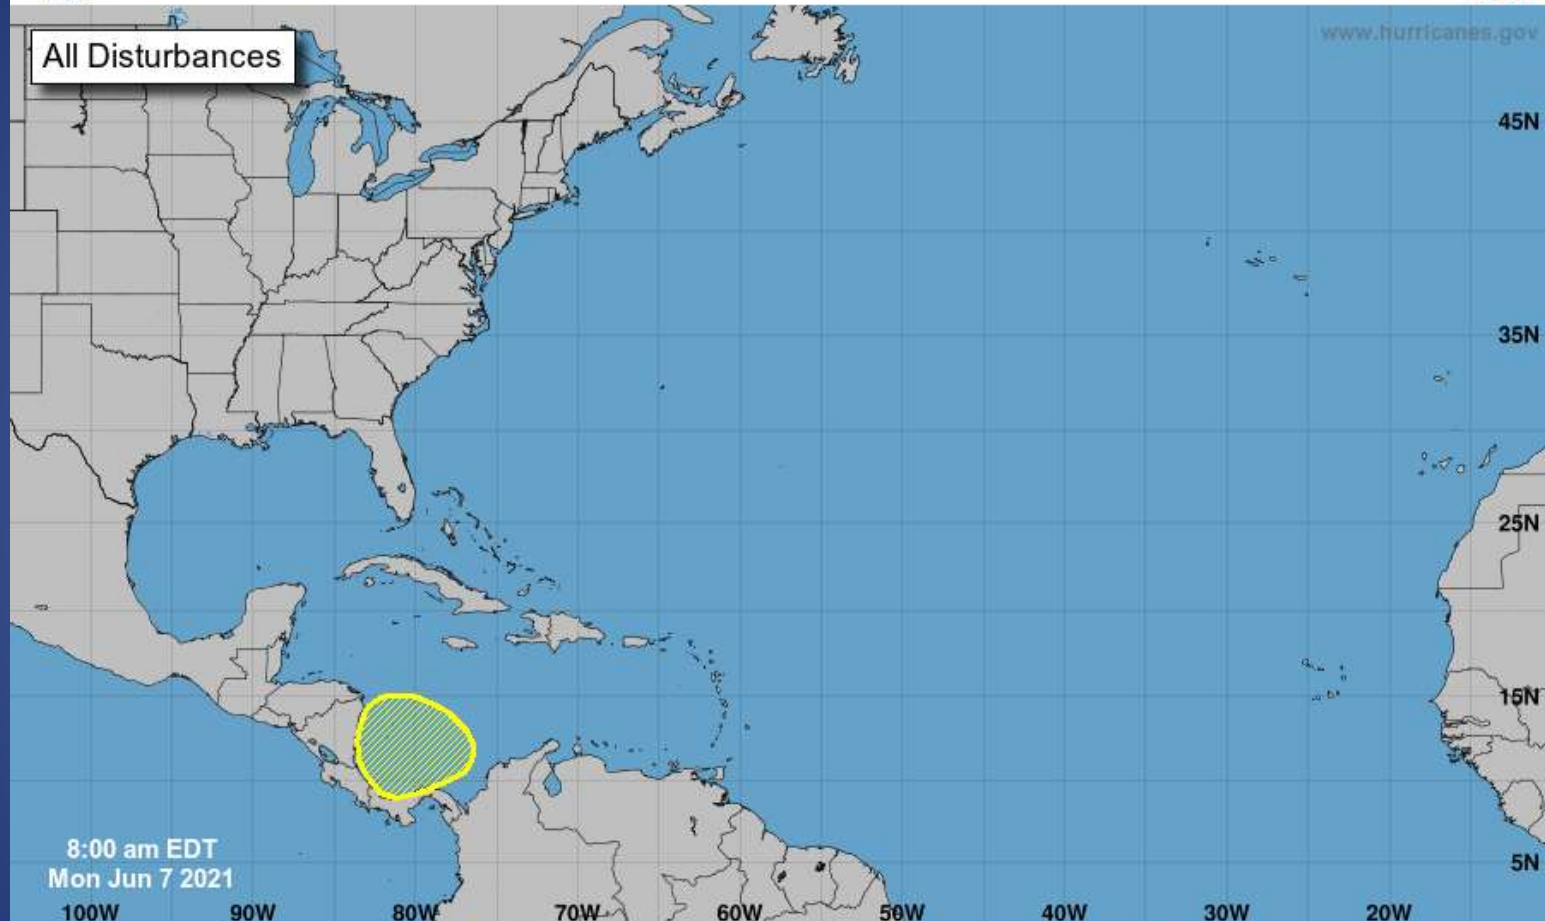 All Disturbances
www.hurricanes.gov
45N
35N
25N
15N
5N
8:00 am EDT
Mon Jun 7 2021
100W 90W 80W 70W 60W 50W 40W 30W 20W